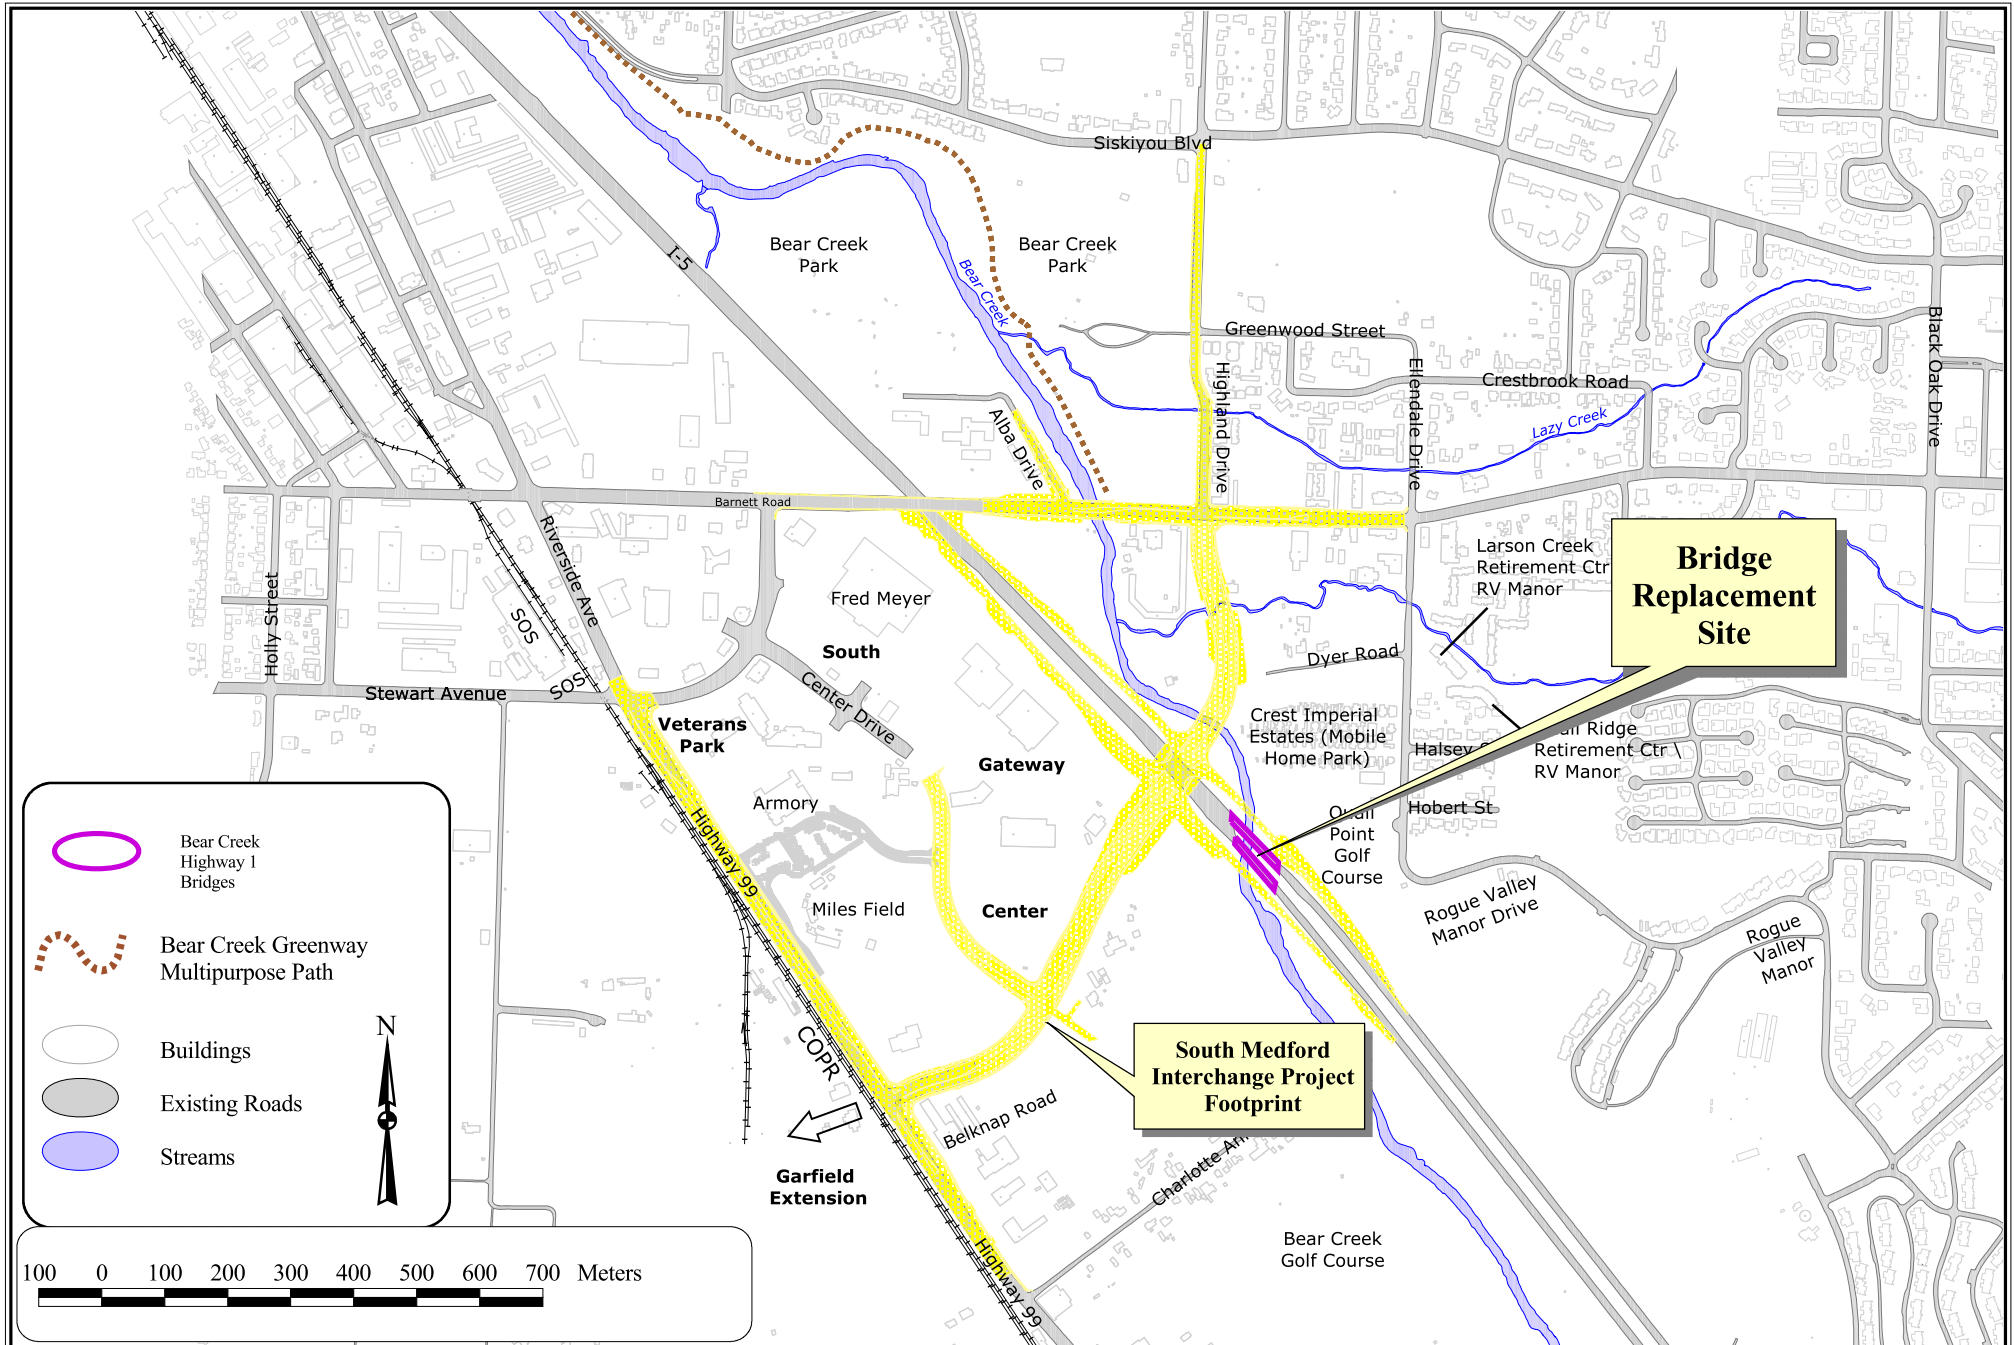 Siskiyou Blvd
I-5
Bear Creek
Park
Bear Creek
Park
Bear Creek
Greenwood Street
Crestbrook Road
Black Oak Drive
Highland Drive
Ellendale Drive
Lazy Creek
Alba Drive
Barnett Road
Riverside Ave
Holly Street
SOS
SOS
Stewart Avenue
Fred Meyer
South
Center Drive
Veterans
Park
Gateway
Armory
Highway 99
Miles Field
Center
Larson Creek
Retirement Ctr
RV Manor
Bridge
Replacement
Site
Dyer Road
Crest Imperial
Estates (Mobile
Home Park)
Halsey
Ridge
Retirement Ctr \
RV Manor
Hobert St
Quail
Point
Golf
Course
Rogue Valley
Manor Drive
Rogue
Valley
Manor
COPR
South Medford
Interchange Project
Footprint
Belknap Road
Charlotte
Garfield
Extension
Highway 99
Bear Creek
Golf Course
Bear Creek
Highway 1
Bridges
Bear Creek Greenway
Multipurpose Path
N
Buildings
Existing Roads
Streams
100 0 100 200 300 400 500 600 700 Meters